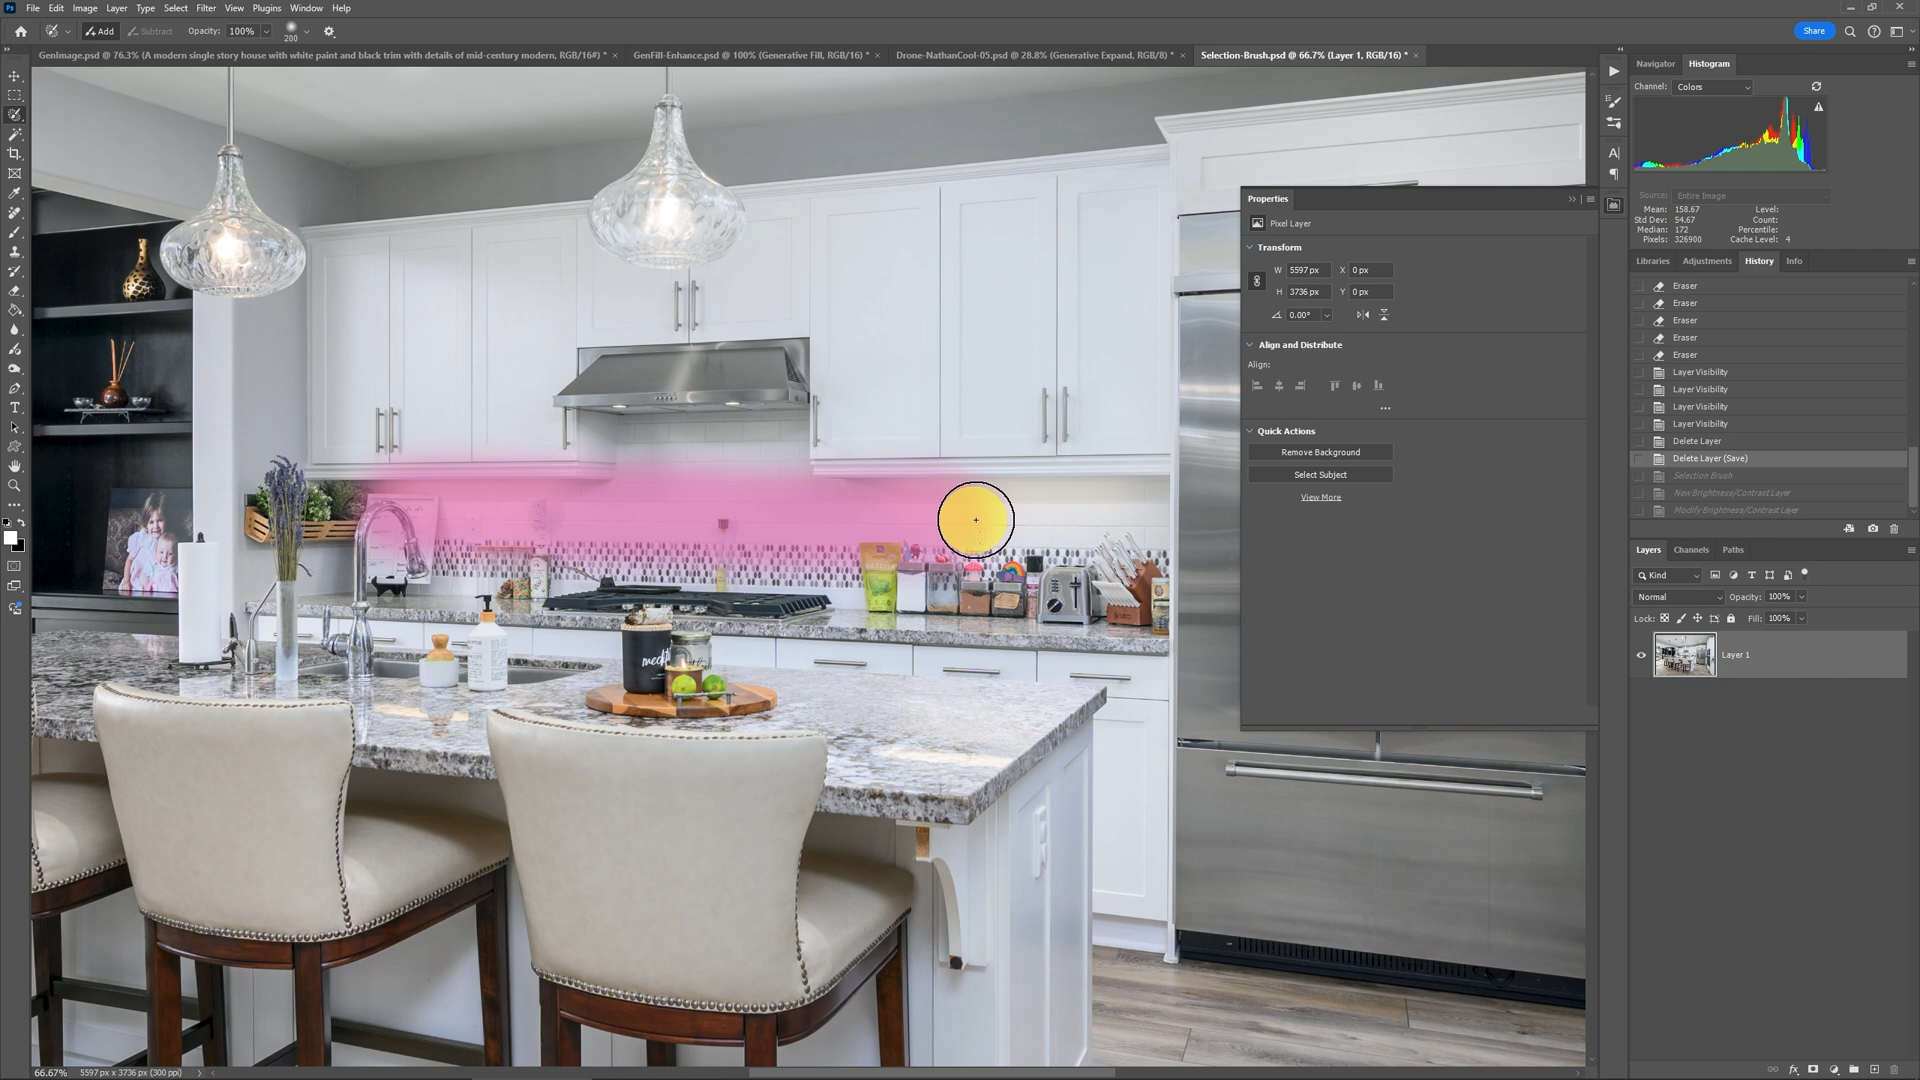 Ps File Edit Image Layer Type Select Filter View Plugins Window Help
Add Subtract Opacity: 100% 200 Share
GenImage.psd @ 76.3% (A modern single story house with white paint and black trim with details of mid-century modern, RGB/16#) * ×
GenFill-Enhance.psd @ 100% (Generative Fill, RGB/16) * ×
Drone-NathanCool-05.psd @ 28.8% (Generative Expand, RGB/8) * ×
Selection-Brush.psd @ 66.7% (Layer 1, RGB/16) * ×
Navigator Histogram
Channel: Colors
Source: Entire Image
Mean: 158.67 Level:
Std Dev: 54.67 Count:
Median: 172 Percentile:
Pixels: 326900 Cache Level: 4
Libraries Adjustments History Info
Eraser
Eraser
Eraser
Eraser
Eraser
Layer Visibility
Layer Visibility
Layer Visibility
Layer Visibility
Delete Layer
Delete Layer (Save)
Selection Brush
New Brightness/Contrast Layer
Modify Brightness/Contrast Layer
Layers Channels Paths
Kind
Normal Opacity: 100%
Lock: Fill: 100%
Layer 1
Properties
Pixel Layer
Transform
W 5597 px X 0 px
H 3736 px Y 0 px
0.00°
Align and Distribute
Align:
Quick Actions
Remove Background
Select Subject
View More
MATCHA
66.67% 5597 px x 3736 px (300 ppi)